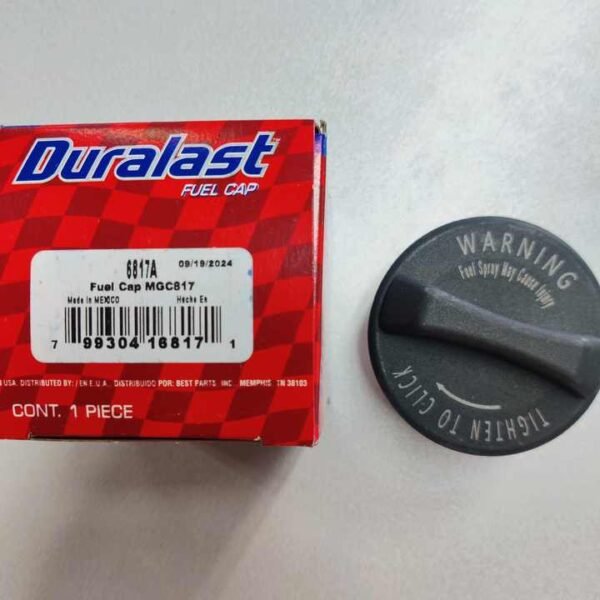 Duralast
FUEL CAP
6817A 09/19/2024
Fuel Cap MGC817
Made In MEXICO Hecho En
7 99304 16817 1
USA. DISTRIBUTED BY: / EN E.U.A. DISTRIBUIDO POR: BEST PARTS, INC. MEMPHIS, TN 38103
CONT. 1 PIECE
WARNING
Fuel Spray May Cause Injury
TIGHTEN TO CLICK